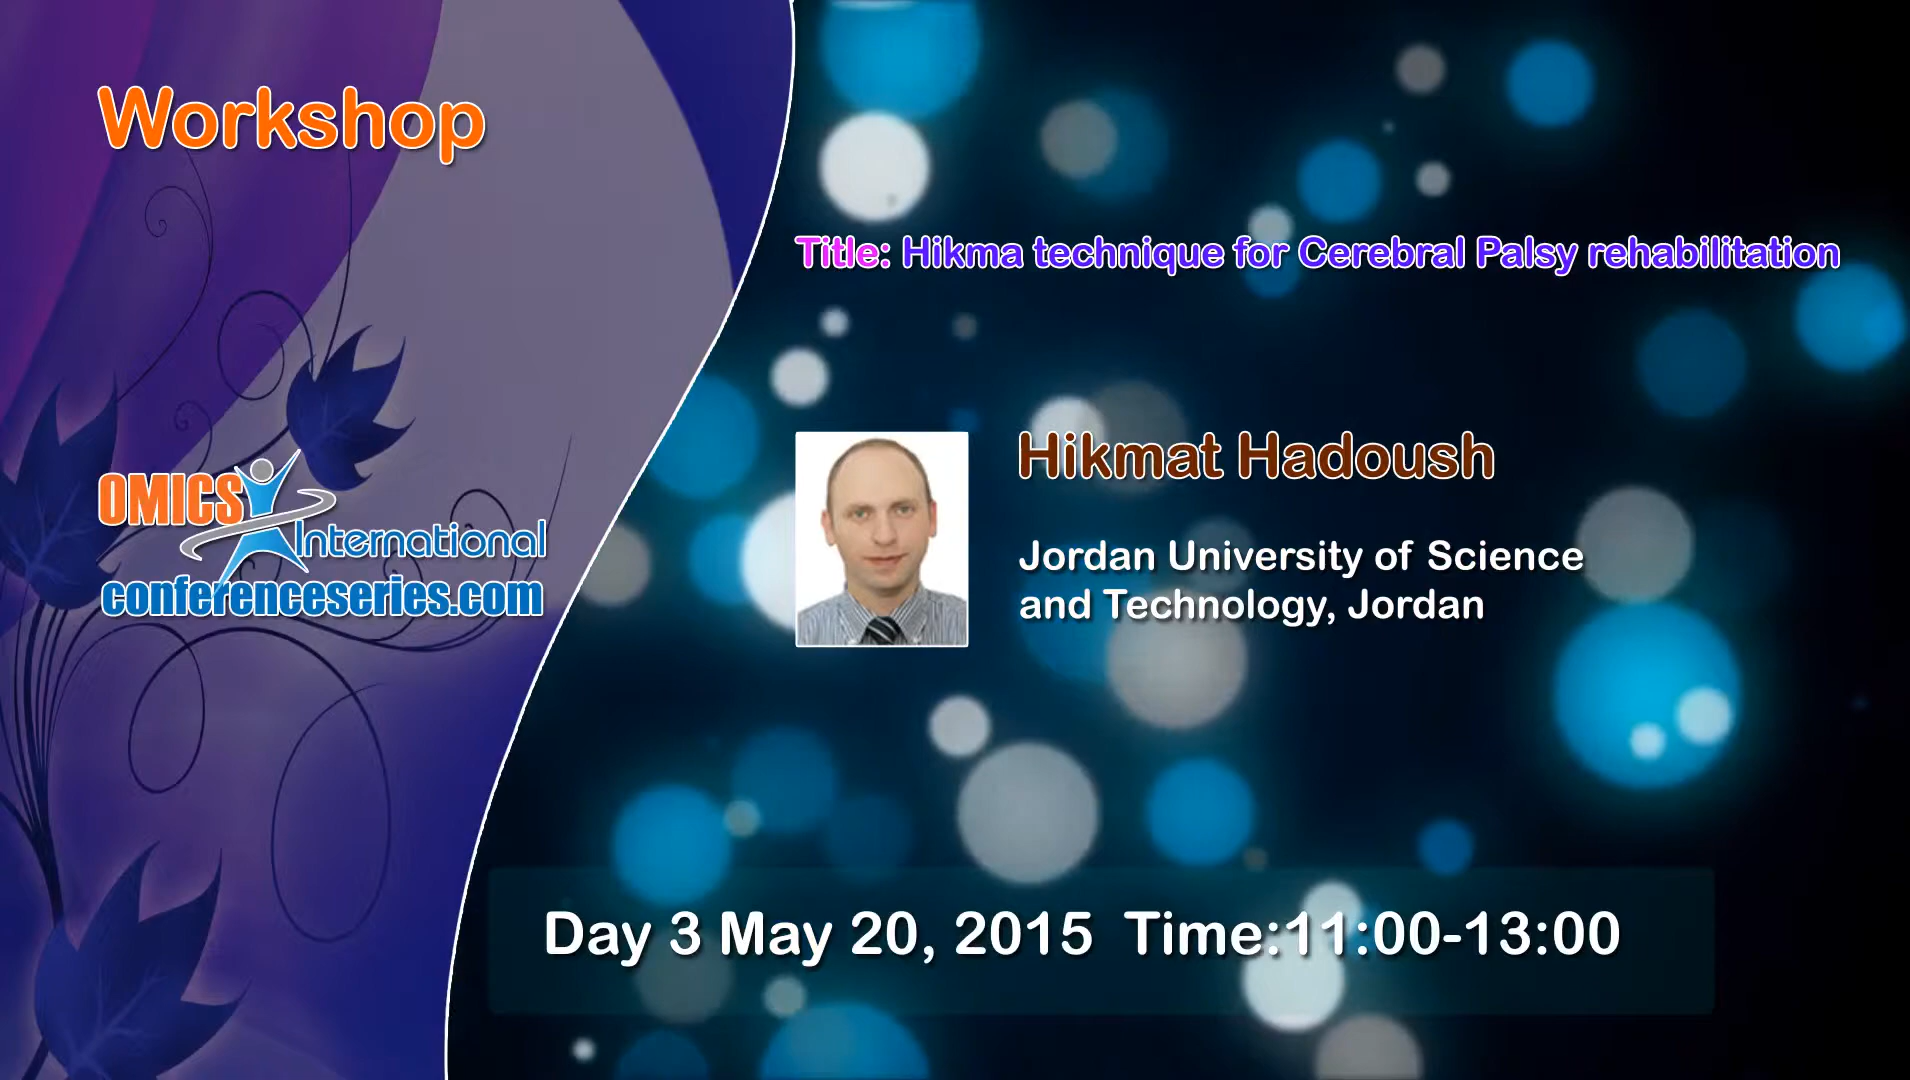 Workshop
Title: Hikma technique for Cerebral Palsy rehabilitation
OMICS
International
conferenceseries.com
Hikmat Hadoush
Jordan University of Science
and Technology, Jordan
Day 3 May 20, 2015 Time:11:00-13:00